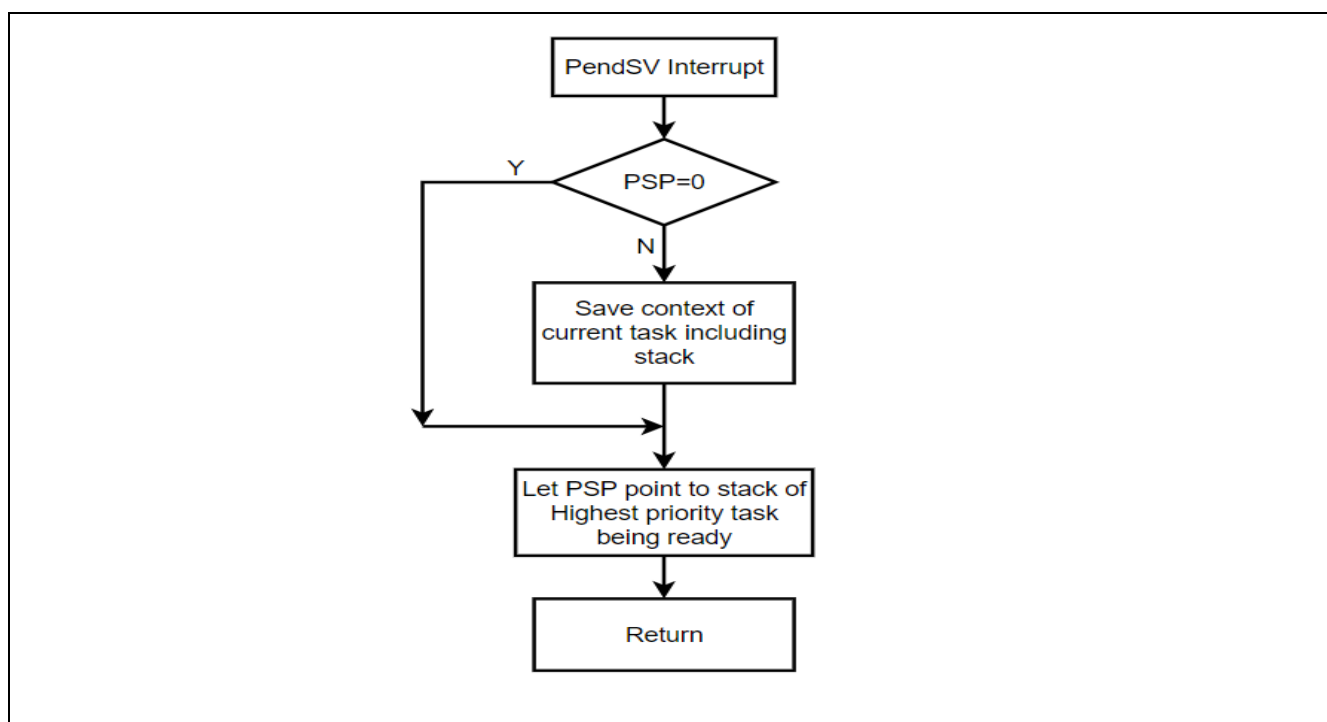 PendSV Interrupt
Y
PSP=0
N
Save context of
current task including
stack
Let PSP point to stack of
Highest priority task
being ready
Return